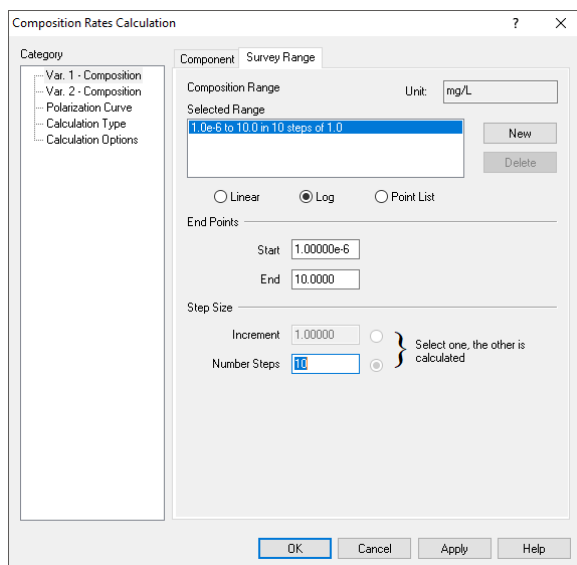 Composition Rates Calculation
?
Category
Var. 1 - Composition
Var. 2 - Composition
Polarization Curve
Calculation Type
Calculation Options
Component
Survey Range
Composition Range
Unit: mg/L
Selected Range
1.0e-6 to 10.0 in 10 steps of 1.0
New
Delete
Linear
Log
Point List
End Points
Start 1.00000e-6
End 10.0000
Step Size
Increment 1.00000
Number Steps 10
Select one, the other is
calculated
OK
Cancel
Apply
Help